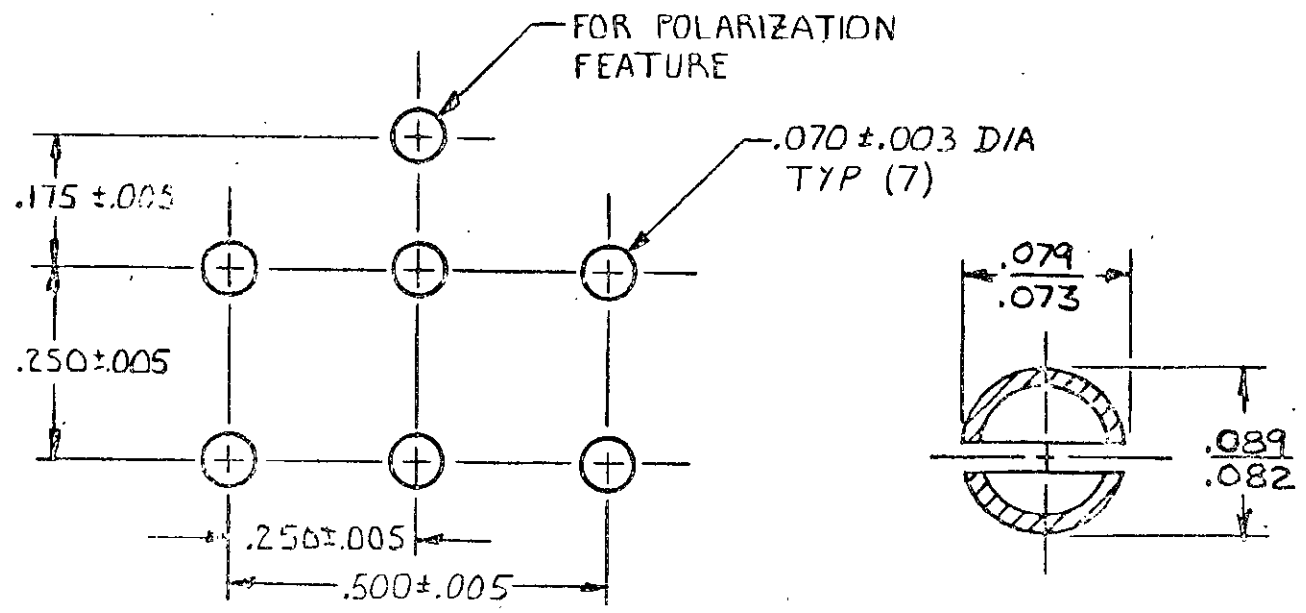 FOR POLARIZATION
FEATURE
.070 ±.003 DIA
TYP (7)
.175 ±.005
.250±.005
.250±.005
.500±.005
.079
.073
.089
.082